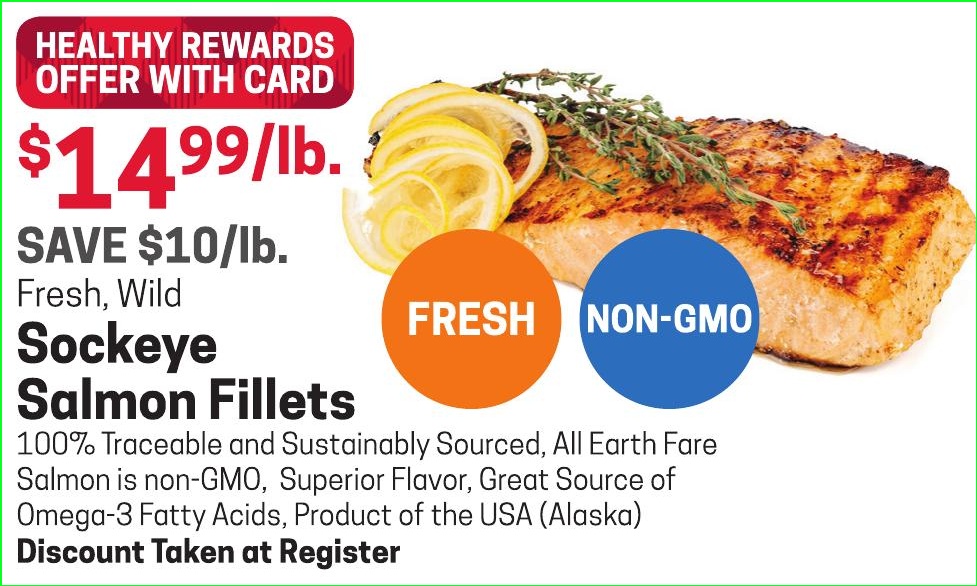 HEALTHY REWARDS
OFFER WITH CARD
$14.99/lb.
SAVE $10/lb.
Fresh, Wild
Sockeye
Salmon Fillets
FRESH
NON-GMO
100% Traceable and Sustainably Sourced, All Earth Fare
Salmon is non-GMO,  Superior Flavor, Great Source of
Omega-3 Fatty Acids, Product of the USA (Alaska)
Discount Taken at Register